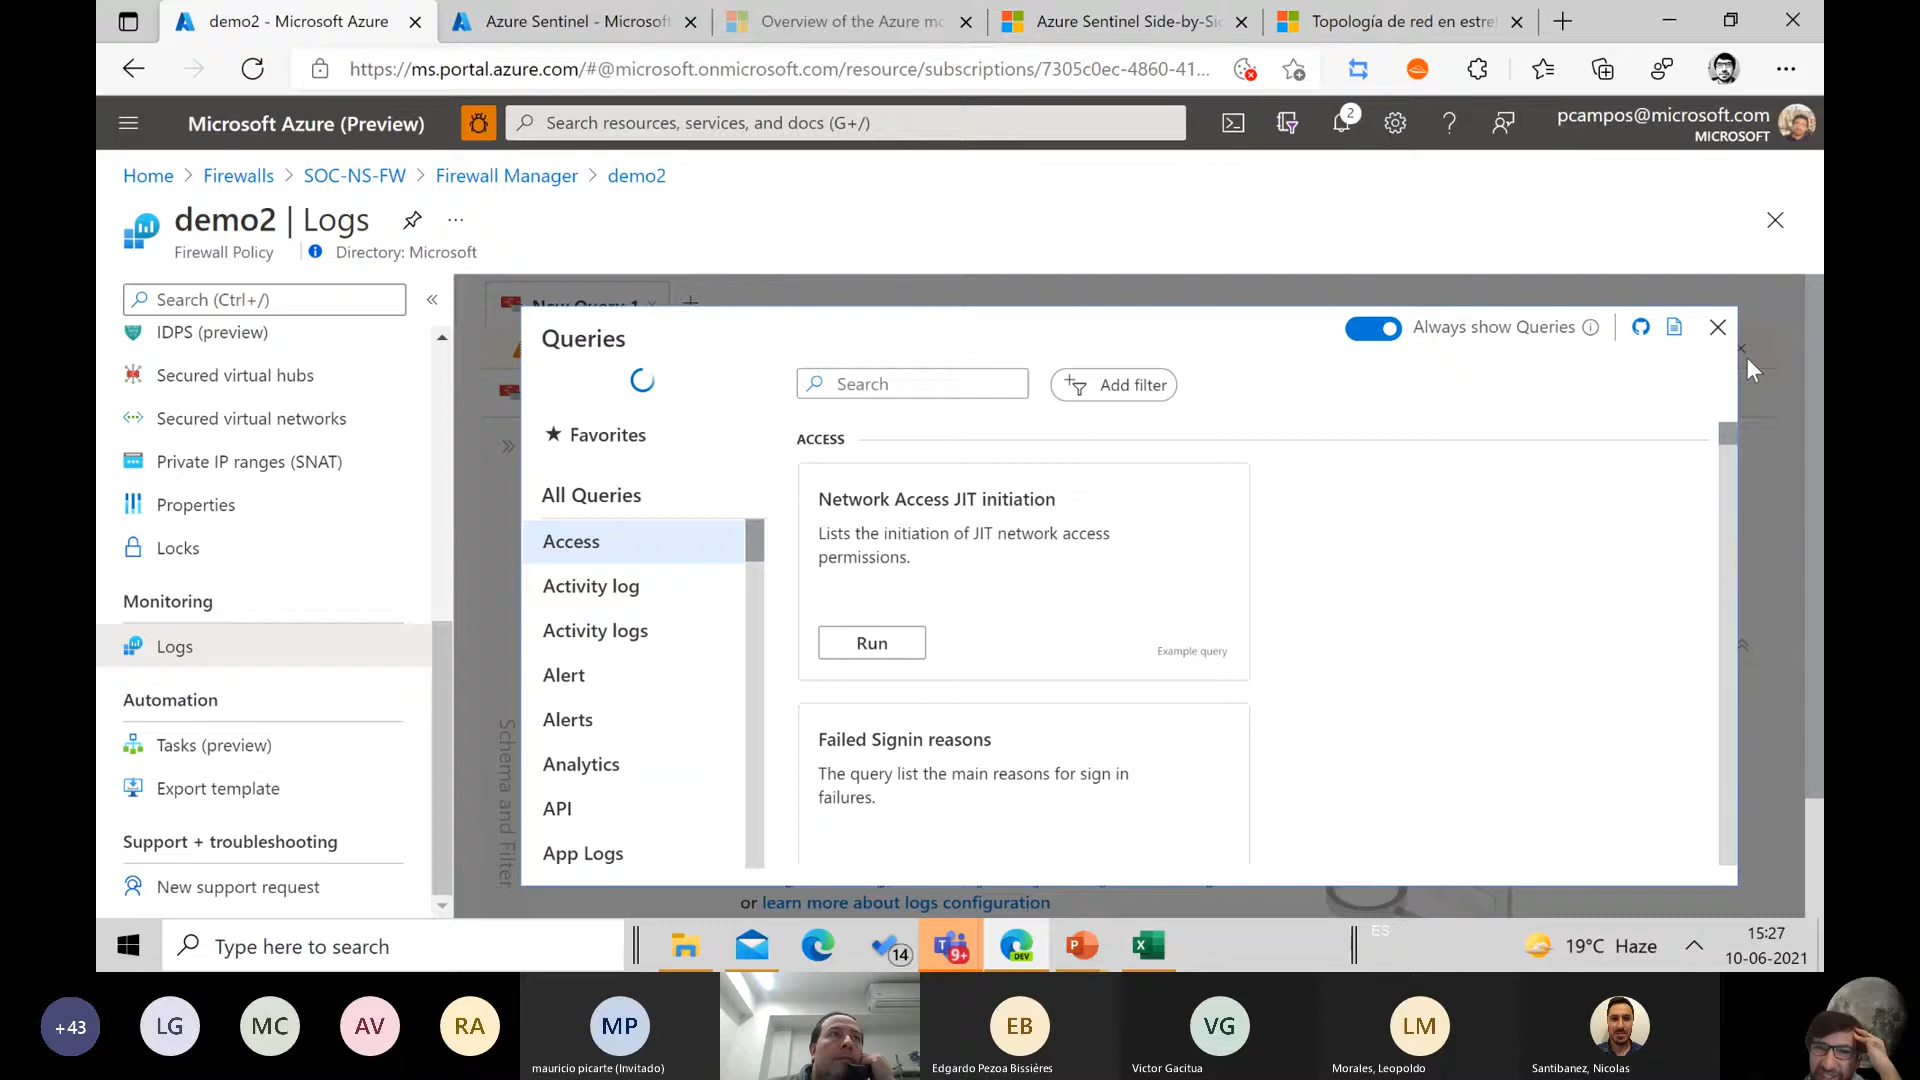 demo2 - Microsoft Azure
Azure Sentinel - Microsoft
Overview of the Azure mo
Azure Sentinel Side-by-Si
Topología de red en estre
https://ms.portal.azure.com/#@microsoft.onmicrosoft.com/resource/subscriptions/7305c0ec-4860-41...
Microsoft Azure (Preview)
Search resources, services, and docs (G+/)
2
pcampos@microsoft.com
MICROSOFT
Home > Firewalls > SOC-NS-FW > Firewall Manager > demo2
demo2 | Logs
Firewall Policy
Directory: Microsoft
Search (Ctrl+/)
IDPS (preview)
Secured virtual hubs
Secured virtual networks
Private IP ranges (SNAT)
Properties
Locks
Monitoring
Logs
Automation
Tasks (preview)
Export template
Support + troubleshooting
New support request
New Query 1
Schema and Filter
Queries
Always show Queries
Search
Add filter
Favorites
All Queries
Access
Activity log
Activity logs
Alert
Alerts
Analytics
API
App Logs
ACCESS
Network Access JIT initiation
Lists the initiation of JIT network access
permissions.
Run
Example query
Failed Signin reasons
The query list the main reasons for sign in
failures.
or learn more about logs configuration
Type here to search
14
9+
DEV
ES
19°C Haze
15:27
10-06-2021
+43
LG
MC
AV
RA
MP
mauricio picarte (Invitado)
EB
Edgardo Pezoa Bissières
VG
Victor Gacitua
LM
Morales, Leopoldo
Santibanez, Nicolas